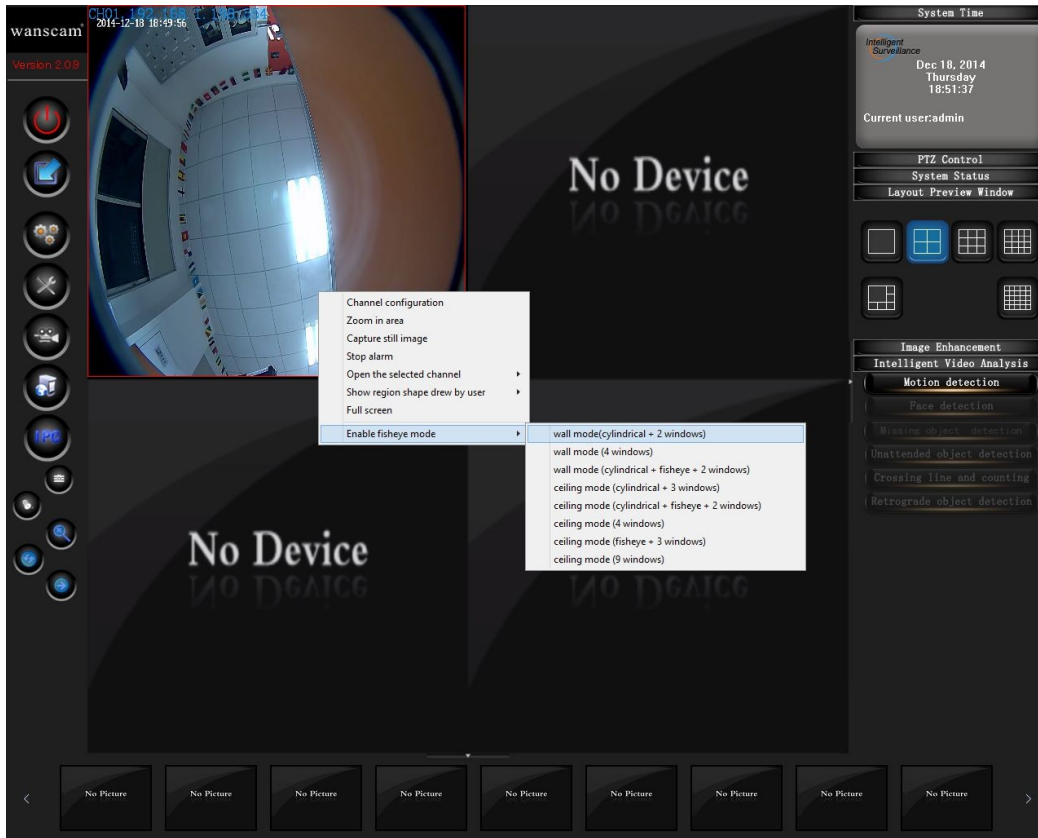 wanscam
Version 2.0.9
2014-12-18 18:49:56
No Device
No Device
No Device
Channel configuration
Zoom in area
Capture still image
Stop alarm
Open the selected channel
Show region shape drew by user
Full screen
Enable fisheye mode
wall mode(cylindrical + 2 windows)
wall mode (4 windows)
wall mode (cylindrical + fisheye + 2 windows)
ceiling mode (cylindrical + 3 windows)
ceiling mode (cylindrical + fisheye + 2 windows)
ceiling mode (4 windows)
ceiling mode (fisheye + 3 windows)
ceiling mode (9 windows)
IPC
System Time
Intelligent
Surveillance
Dec 18, 2014
Thursday
18:51:37
Current user:admin
PTZ Control
System Status
Layout Preview Window
Image Enhancement
Intelligent Video Analysis
Motion detection
Face detection
Missing object detection
Unattended object detection
Crossing line and counting
Retrograde object detection
No Picture
No Picture
No Picture
No Picture
No Picture
No Picture
No Picture
No Picture
No Picture